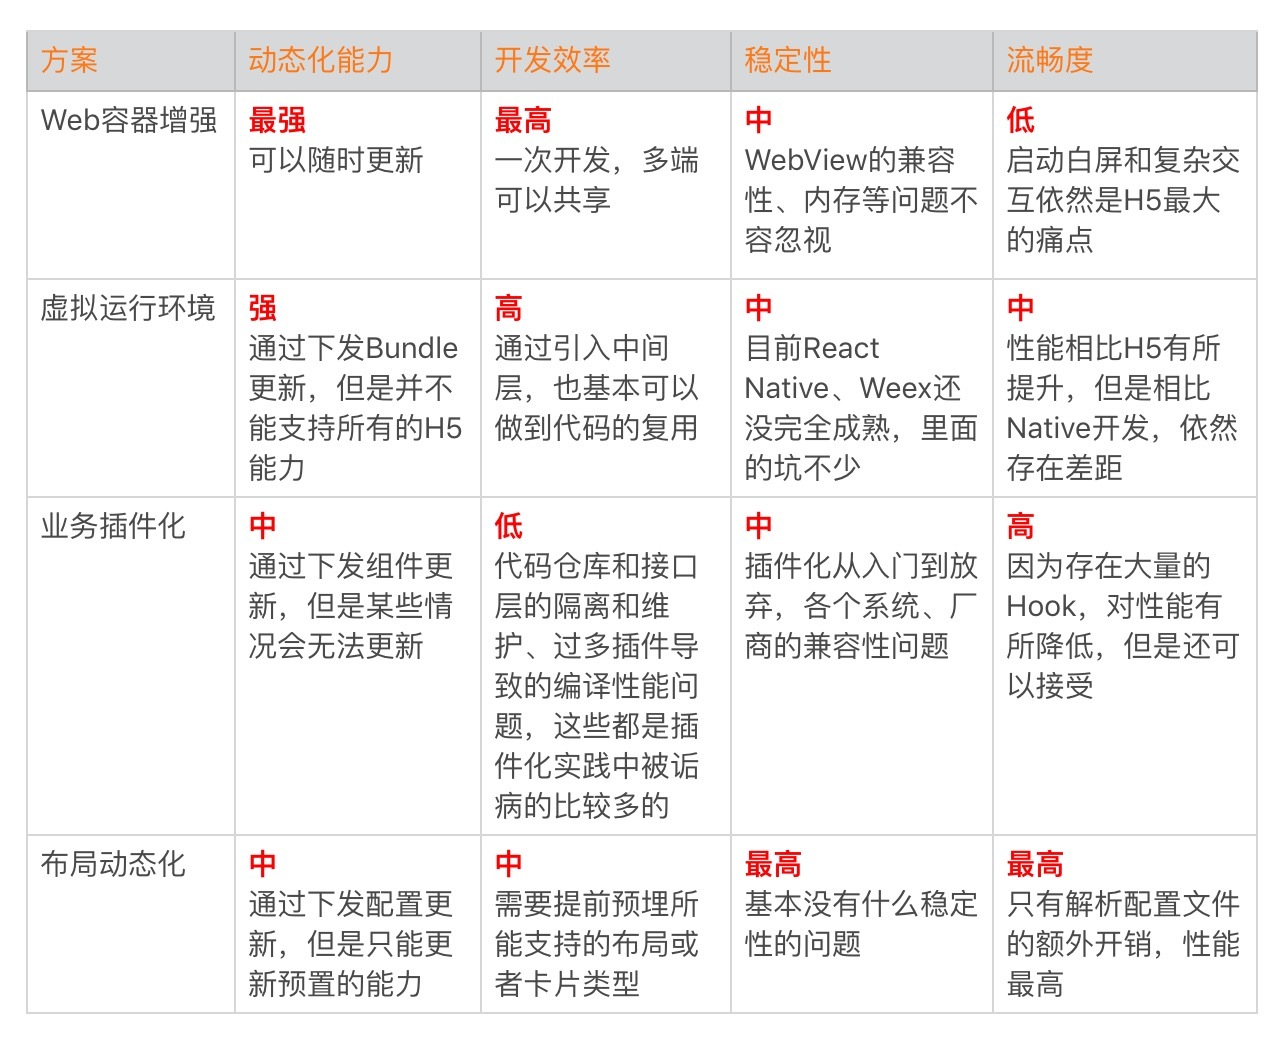 方案
动态化能力
开发效率
稳定性
流畅度
Web容器增强
最强
可以随时更新
最高
一次开发，多端
可以共享
中
WebView的兼容
性、内存等问题不
容忽视
低
启动白屏和复杂交
互依然是H5最大
的痛点
虚拟运行环境
强
通过下发Bundle
更新，但是并不
能支持所有的H5
能力
高
通过引入中间
层，也基本可以
做到代码的复用
中
目前React
Native、Weex还
没完全成熟，里面
的坑不少
中
性能相比H5有所
提升，但是相比
Native开发，依然
存在差距
业务插件化
中
通过下发组件更
新，但是某些情
况会无法更新
低
代码仓库和接口
层的隔离和维
护、过多插件导
致的编译性能问
题，这些都是插
件化实践中被诟
病的比较多的
中
插件化从入门到放
弃，各个系统、厂
商的兼容性问题
高
因为存在大量的
Hook，对性能有
所降低，但是还可
以接受
布局动态化
中
通过下发配置更
新，但是只能更
新预置的能力
中
需要提前预埋所
能支持的布局或
者卡片类型
最高
基本没有什么稳定
性的问题
最高
只有解析配置文件
的额外开销，性能
最高